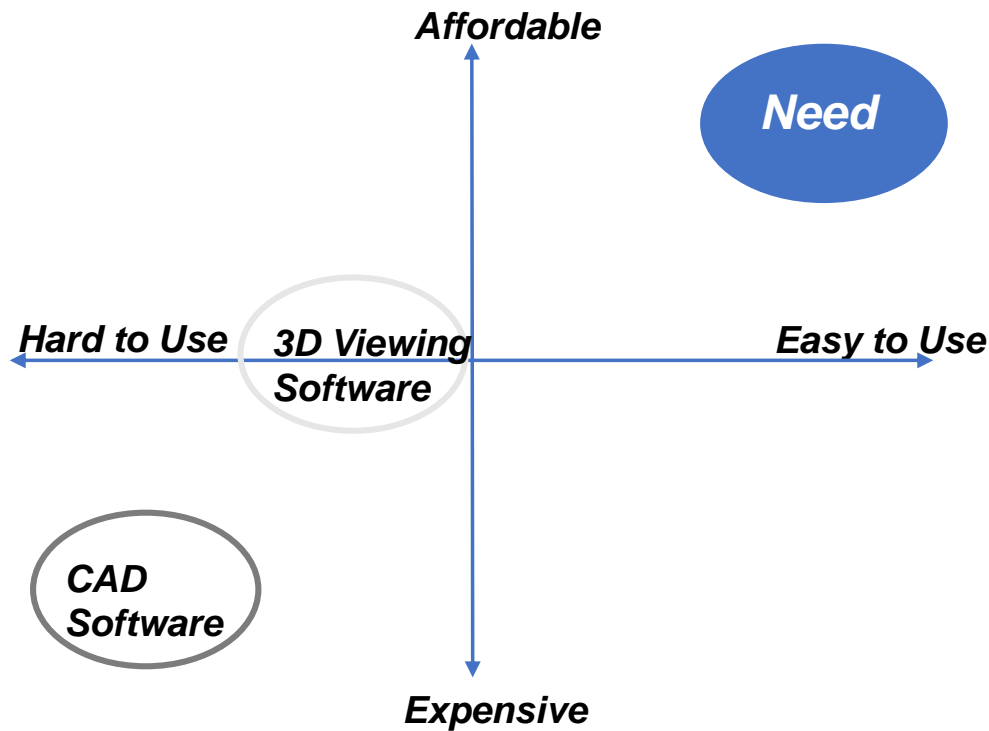 Affordable
Need
Hard to Use
3D Viewing
Software
Easy to Use
CAD
Software
Expensive